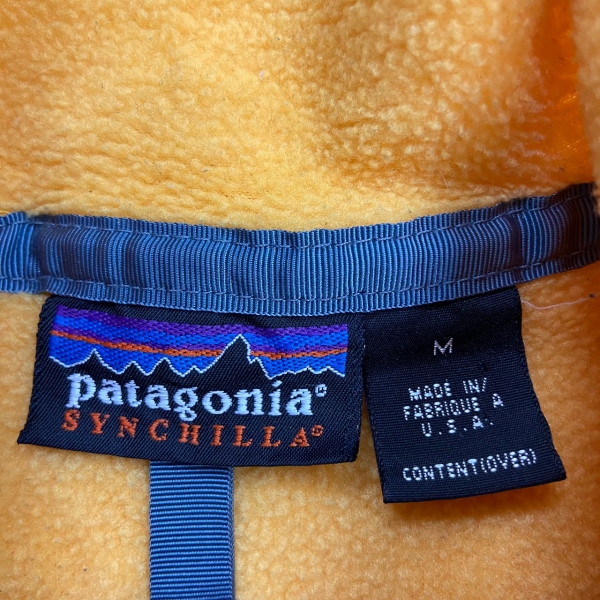 patagonia®
SYNCHILLA®
M
MADE IN/
FABRIQUE A
U.S.A.
CONTENT(OVER)